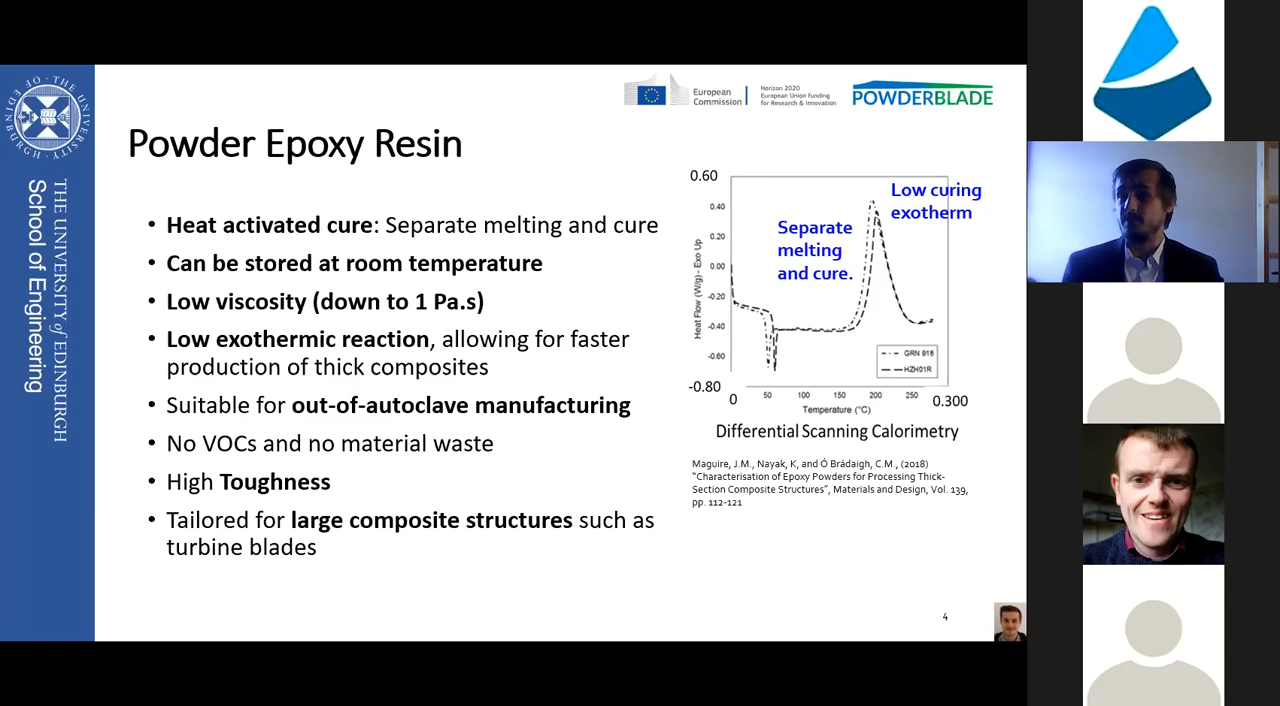 THE UNIVERSITY of EDINBURGH
School of Engineering
European
Commission
Horizon 2020
European Union funding
for Research & Innovation
POWDERBLADE
Powder Epoxy Resin
• Heat activated cure: Separate melting and cure
• Can be stored at room temperature
• Low viscosity (down to 1 Pa.s)
• Low exothermic reaction, allowing for faster
production of thick composites
• Suitable for out-of-autoclave manufacturing
• No VOCs and no material waste
• High Toughness
• Tailored for large composite structures such as
turbine blades
0.60
0.40
0.20
0.00
-0.20
-0.40
-0.60
-0.80
Heat Flow (W/g) - Exo Up
Low curing
exotherm
Separate
melting
and cure.
GRN 918
HZH01R
0 50 100 150 200 250 0.300
Temperature (°C)
Differential Scanning Calorimetry
Maguire, J.M., Nayak, K, and Ó Brádaigh, C.M., (2018)
“Characterisation of Epoxy Powders for Processing Thick-
Section Composite Structures”, Materials and Design, Vol. 139,
pp. 112-121
4